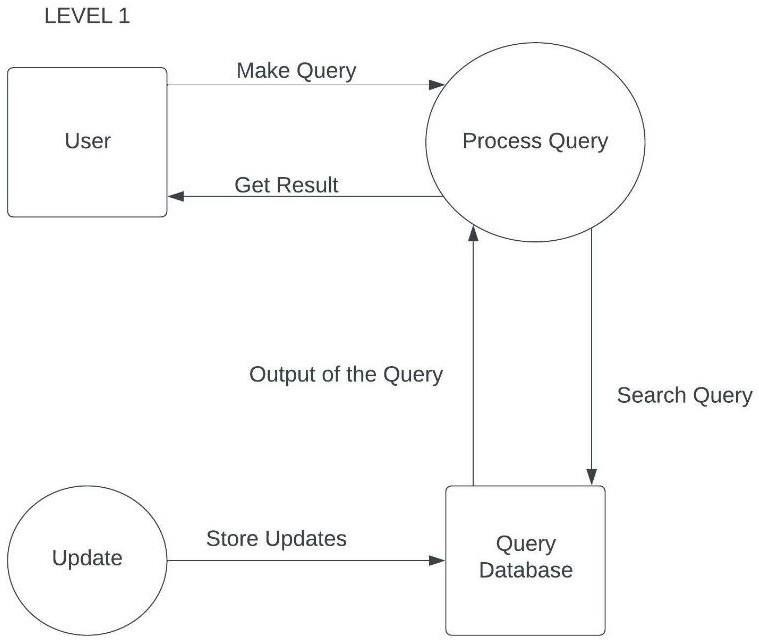 LEVEL 1
Make Query
User
Process Query
Get Result
Output of the Query
Search Query
Store Updates
Update
Query
Database